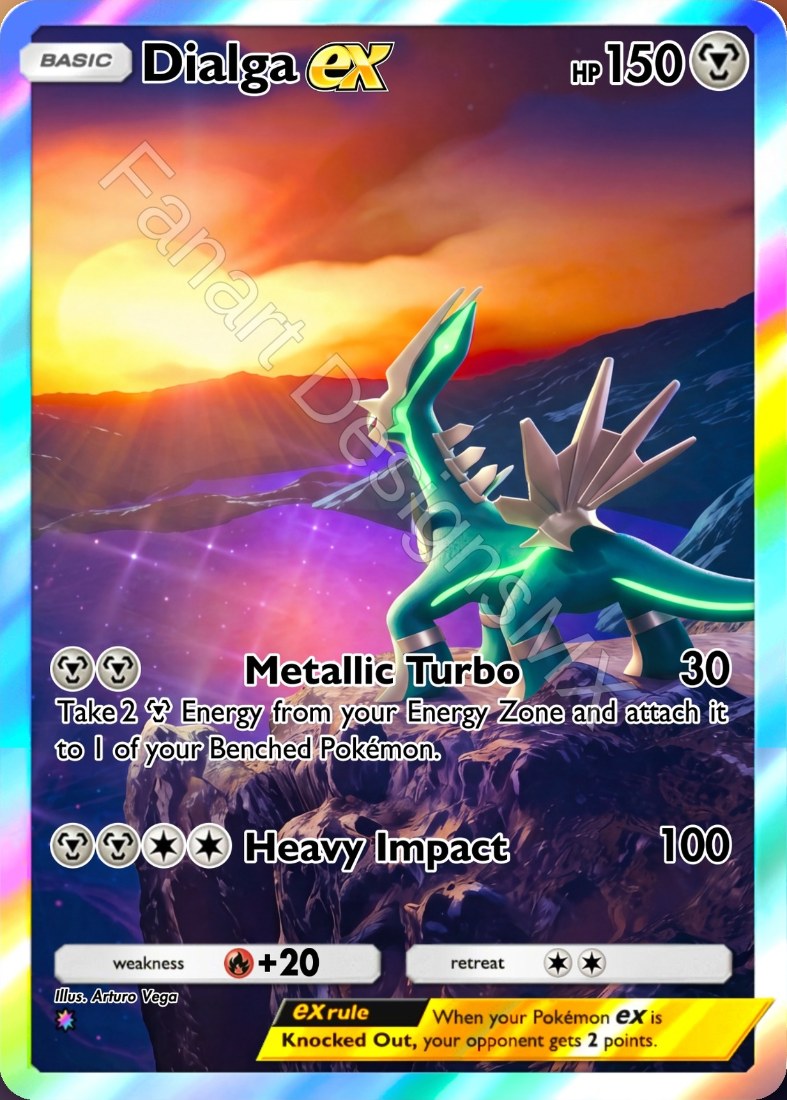 BASIC Dialga ex HP 150
Fanart DesignsMX
Metallic Turbo 30
Take 2 Energy from your Energy Zone and attach it
to 1 of your Benched Pokémon.
Heavy Impact 100
weakness +20 retreat
Illus. Arturo Vega
ex rule When your Pokémon ex is
Knocked Out, your opponent gets 2 points.